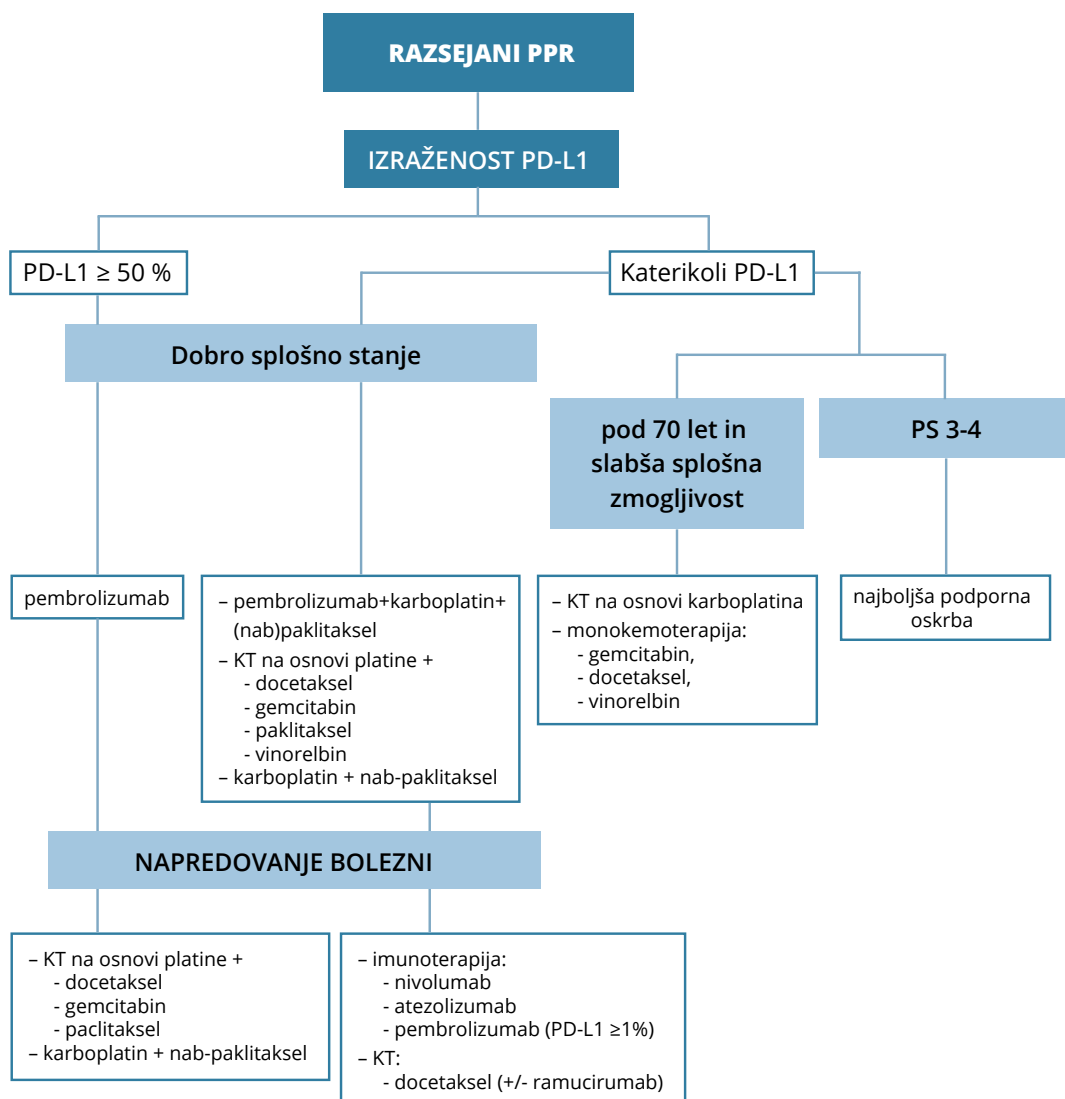 RAZSEJANI PPR
IZRAŽENOST PD-L1
PD-L1 ≥ 50 %
Katerikoli PD-L1
Dobro splošno stanje
pod 70 let in
slabša splošna
zmogljivost
PS 3-4
pembrolizumab
– pembrolizumab+karboplatin+
(nab)paklitaksel
– KT na osnovi platine +
- docetaksel
- gemcitabin
- paklitaksel
- vinorelbin
– karboplatin + nab-paklitaksel
– KT na osnovi karboplatina
– monokemoterapija:
- gemcitabin,
- docetaksel,
- vinorelbin
najboljša podporna
oskrba
NAPREDOVANJE BOLEZNI
– KT na osnovi platine +
- docetaksel
- gemcitabin
- paclitaksel
– karboplatin + nab-paklitaksel
– imunoterapija:
- nivolumab
- atezolizumab
- pembrolizumab (PD-L1 ≥1%)
– KT:
- docetaksel (+/- ramucirumab)